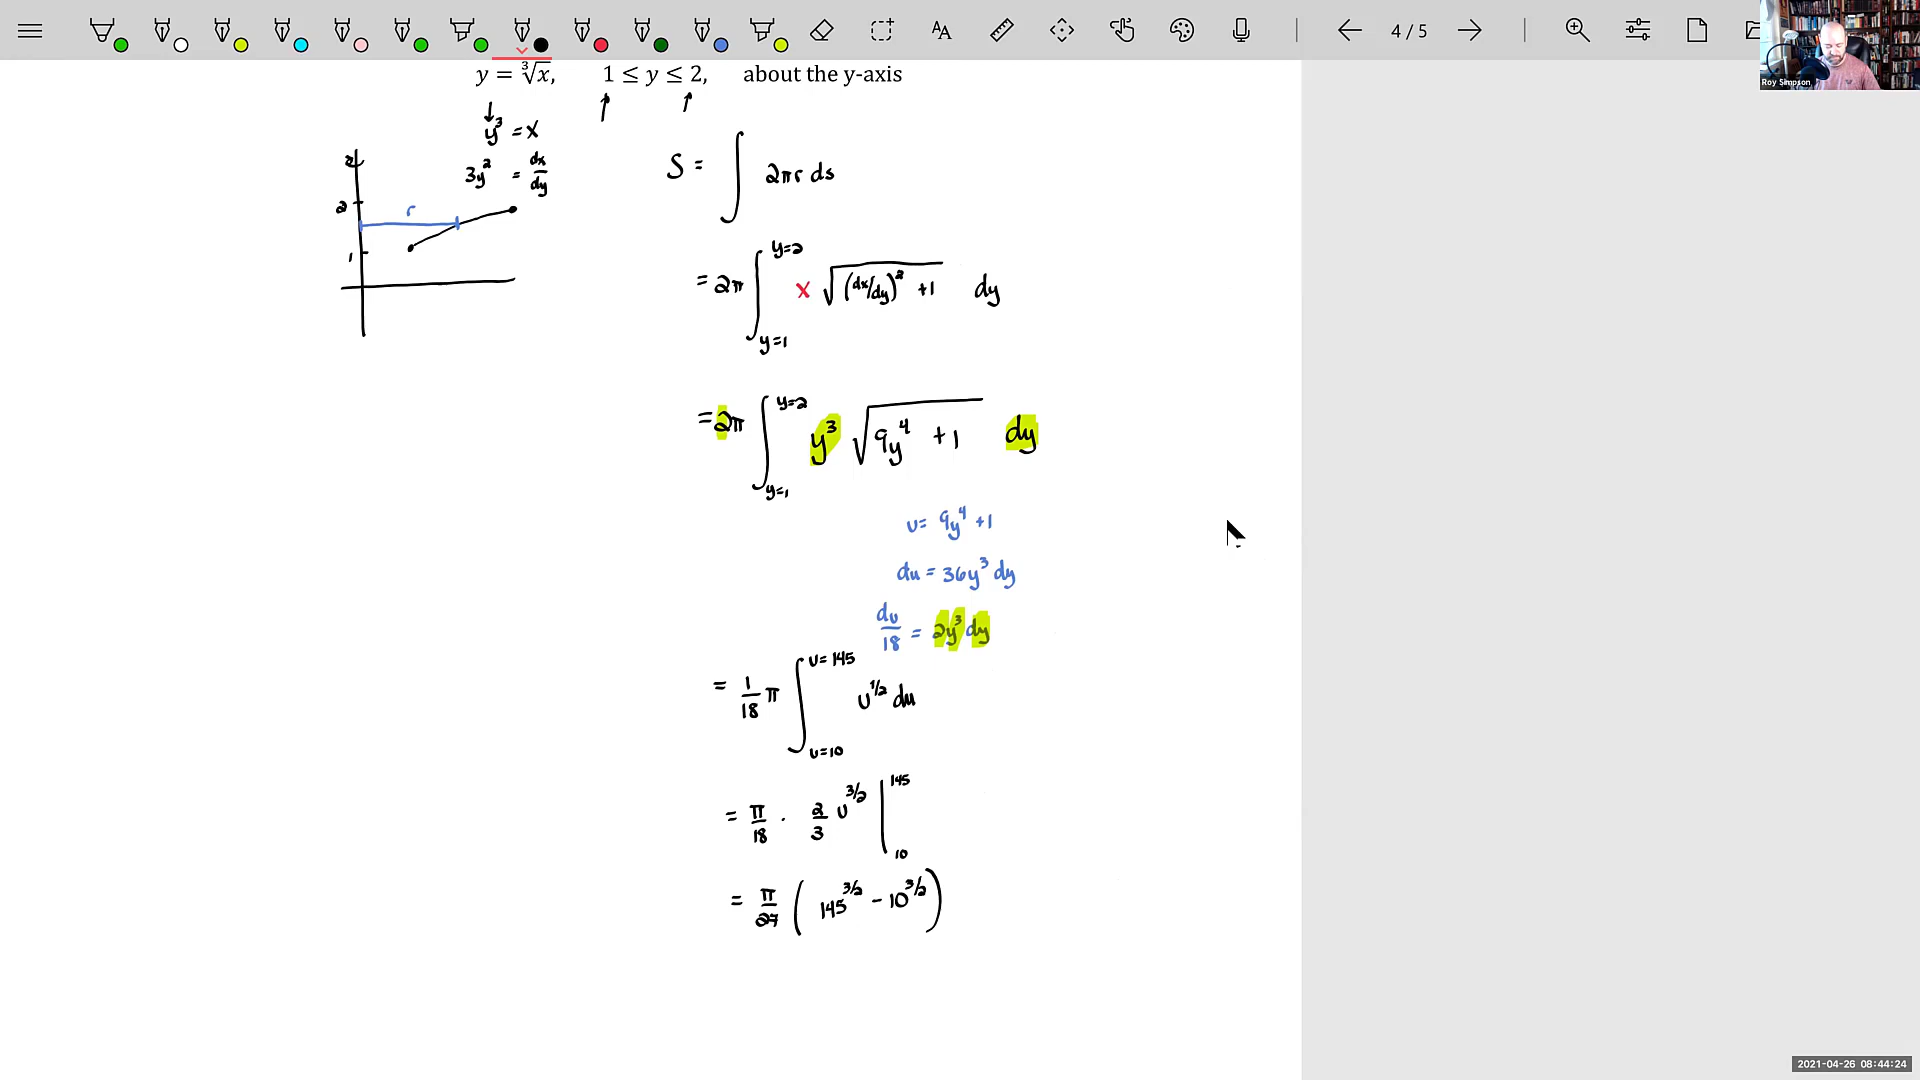 4 / 5
Roy Simpson
y = ∛x, 1 ≤ y ≤ 2, about the y-axis
y³ = x
3y² = dx/dy
2
2
1
r
S = ∫ 2πr ds
= 2π ∫_{y=1}^{y=2} x √((dx/dy)² + 1) dy
= 2π ∫_{y=1}^{y=2} y³ √(9y⁴ + 1) dy
u = 9y⁴ + 1
du = 36y³ dy
du/18 = 2y³ dy
= 1/18 π ∫_{u=10}^{u=145} u^{1/2} du
= π/18 · 2/3 u^{3/2} |_{10}^{145}
= π/27 ( 145^{3/2} − 10^{3/2} )
2021-04-26 08:44:24